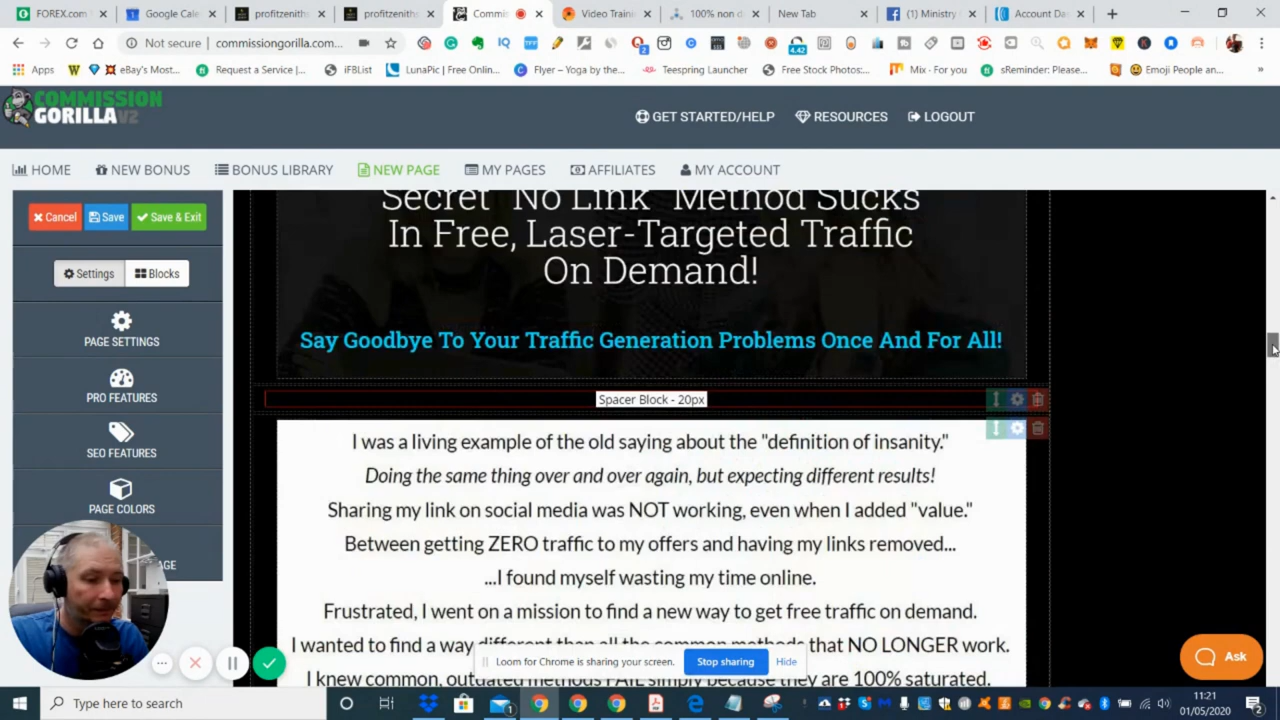 FOREX.com
Google Cale
profitzeniths
profitzeniths
Commis
Video Traini
100% non d
New Tab
(1) Ministry
Account Das
Not secure | commissiongorilla.com...
2
4.42
Apps
eBay's Most...
Request a Service |...
iFBList
LunaPic | Free Onlin...
Flyer – Yoga by the...
Teespring Launcher
Free Stock Photos:...
Mix - For you
sReminder: Please...
Emoji People an...
COMMISSION
GORILLA V2
GET STARTED/HELP
RESOURCES
LOGOUT
HOME
NEW BONUS
BONUS LIBRARY
NEW PAGE
MY PAGES
AFFILIATES
MY ACCOUNT
Cancel
Save
Save & Exit
Settings
Blocks
PAGE SETTINGS
PRO FEATURES
SEO FEATURES
PAGE COLORS
AGE
Secret "No Link" Method Sucks
In Free, Laser-Targeted Traffic
On Demand!
Say Goodbye To Your Traffic Generation Problems Once And For All!
Spacer Block - 20px
I was a living example of the old saying about the "definition of insanity."
Doing the same thing over and over again, but expecting different results!
Sharing my link on social media was NOT working, even when I added "value."
Between getting ZERO traffic to my offers and having my links removed...
...I found myself wasting my time online.
Frustrated, I went on a mission to find a new way to get free traffic on demand.
I wanted to find a way different than all the common methods that NO LONGER work.
I knew common, outdated methods FAIL simply because they are 100% saturated.
Loom for Chrome is sharing your screen.
Stop sharing
Hide
Ask
Type here to search
11:21
01/05/2020
2